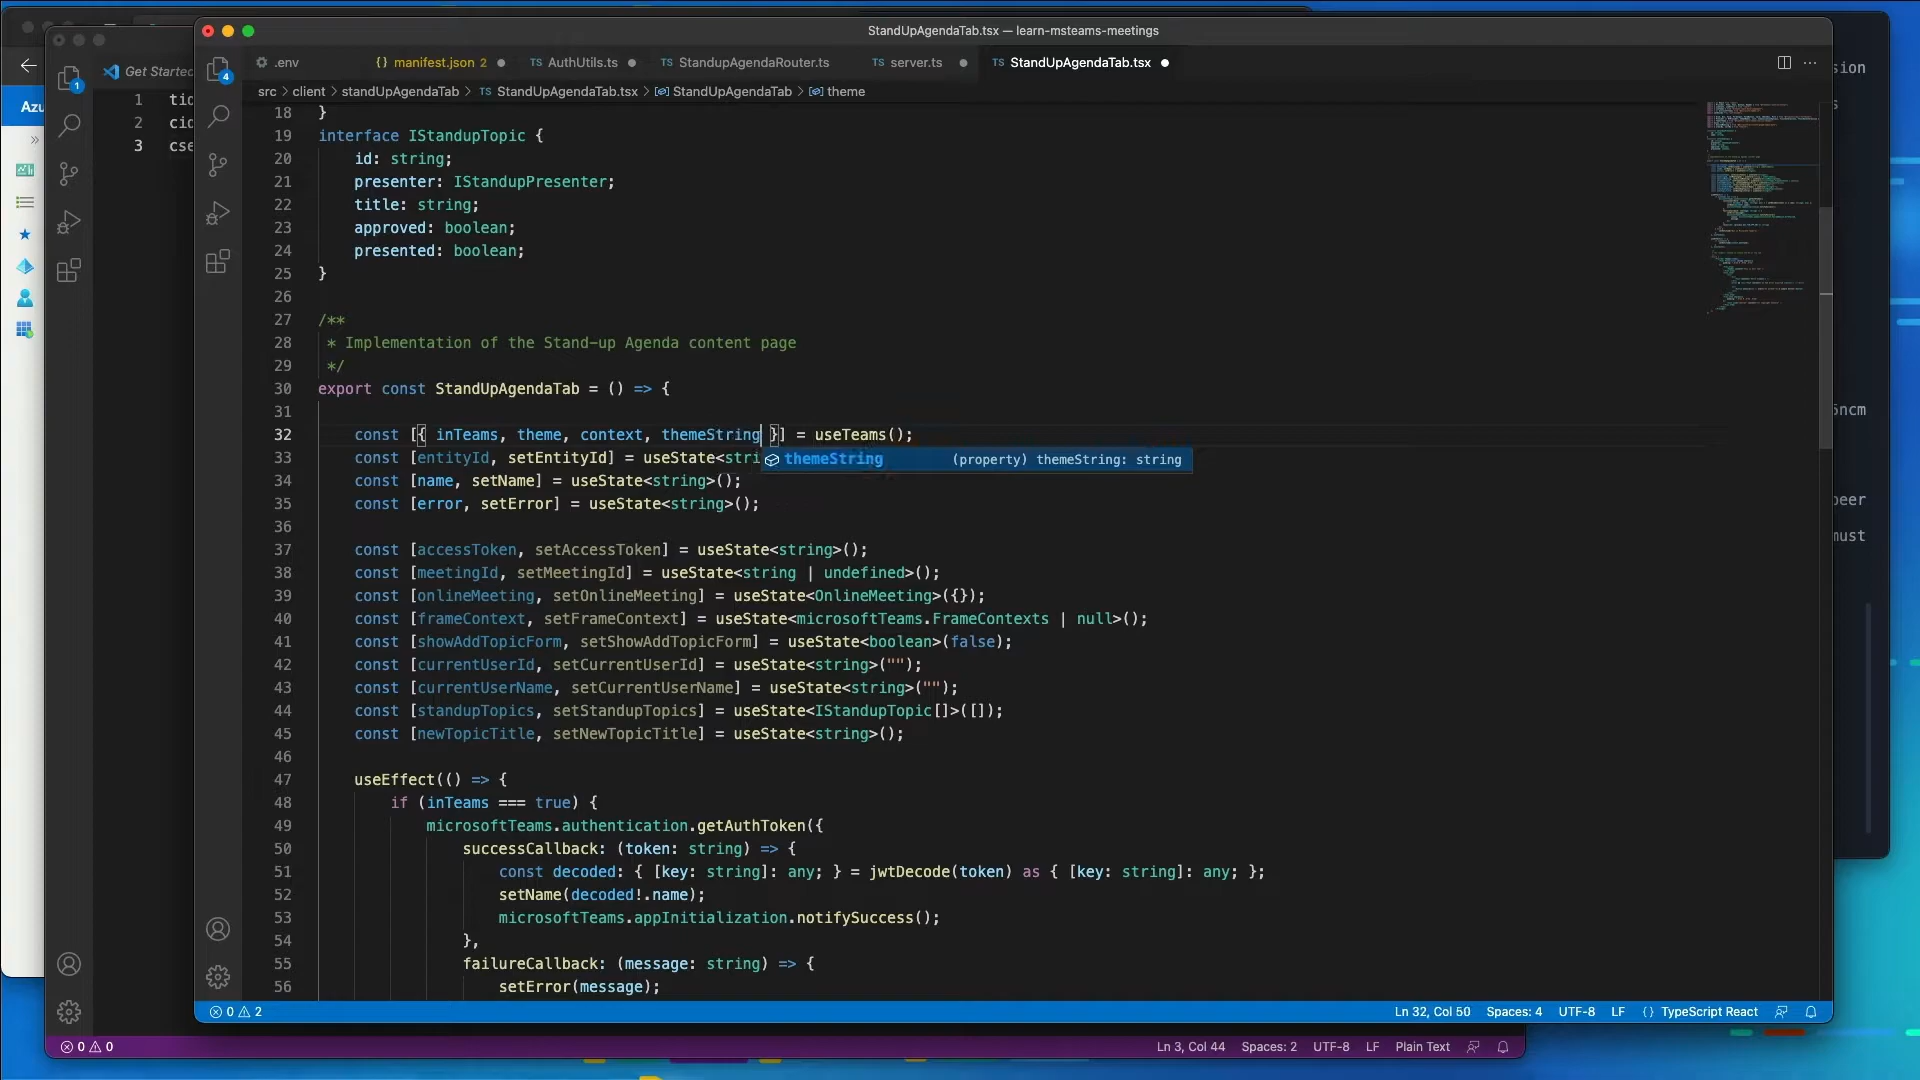 StandUpAgendaTab.tsx — learn-msteams-meetings
.env
{} manifest.json 2
TS AuthUtils.ts
TS StandupAgendaRouter.ts
TS server.ts
TS StandUpAgendaTab.tsx
src > client > standUpAgendaTab > TS StandUpAgendaTab.tsx > StandUpAgendaTab > theme
18 }
19 interface IStandupTopic {
20 id: string;
21 presenter: IStandupPresenter;
22 title: string;
23 approved: boolean;
24 presented: boolean;
25 }
26
27 /**
28 * Implementation of the Stand-up Agenda content page
29 */
30 export const StandUpAgendaTab = () => {
31
32 const [{ inTeams, theme, context, themeString }] = useTeams();
33 const [entityId, setEntityId] = useState<stri
themeString (property) themeString: string
34 const [name, setName] = useState<string>();
35 const [error, setError] = useState<string>();
36
37 const [accessToken, setAccessToken] = useState<string>();
38 const [meetingId, setMeetingId] = useState<string | undefined>();
39 const [onlineMeeting, setOnlineMeeting] = useState<OnlineMeeting>({});
40 const [frameContext, setFrameContext] = useState<microsoftTeams.FrameContexts | null>();
41 const [showAddTopicForm, setShowAddTopicForm] = useState<boolean>(false);
42 const [currentUserId, setCurrentUserId] = useState<string>("");
43 const [currentUserName, setCurrentUserName] = useState<string>("");
44 const [standupTopics, setStandupTopics] = useState<IStandupTopic[]>([]);
45 const [newTopicTitle, setNewTopicTitle] = useState<string>();
46
47 useEffect(() => {
48 if (inTeams === true) {
49 microsoftTeams.authentication.getAuthToken({
50 successCallback: (token: string) => {
51 const decoded: { [key: string]: any; } = jwtDecode(token) as { [key: string]: any; };
52 setName(decoded!.name);
53 microsoftTeams.appInitialization.notifySuccess();
54 },
55 failureCallback: (message: string) => {
56 setError(message);
4
0 2
Ln 32, Col 50
Spaces: 4
UTF-8
LF
{} TypeScript React
Azu
1
Get Started
1 tid
2 cid
3 cse
0 0
Ln 3, Col 44
Spaces: 2
UTF-8
LF
Plain Text
sion
s
5ncm
peer
must